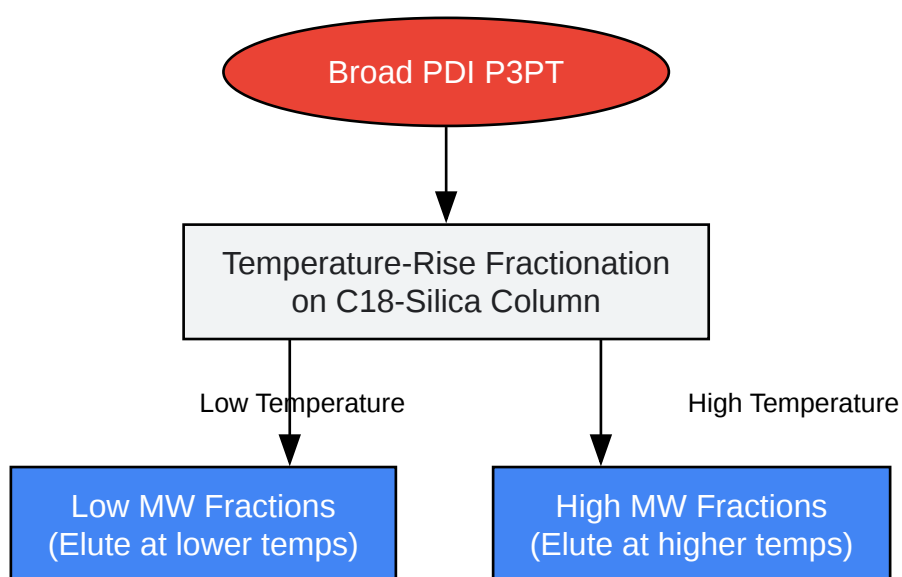 Broad PDI P3PT
Temperature-Rise Fractionation
on C18-Silica Column
Low Temperature
High Temperature
Low MW Fractions
(Elute at lower temps)
High MW Fractions
(Elute at higher temps)